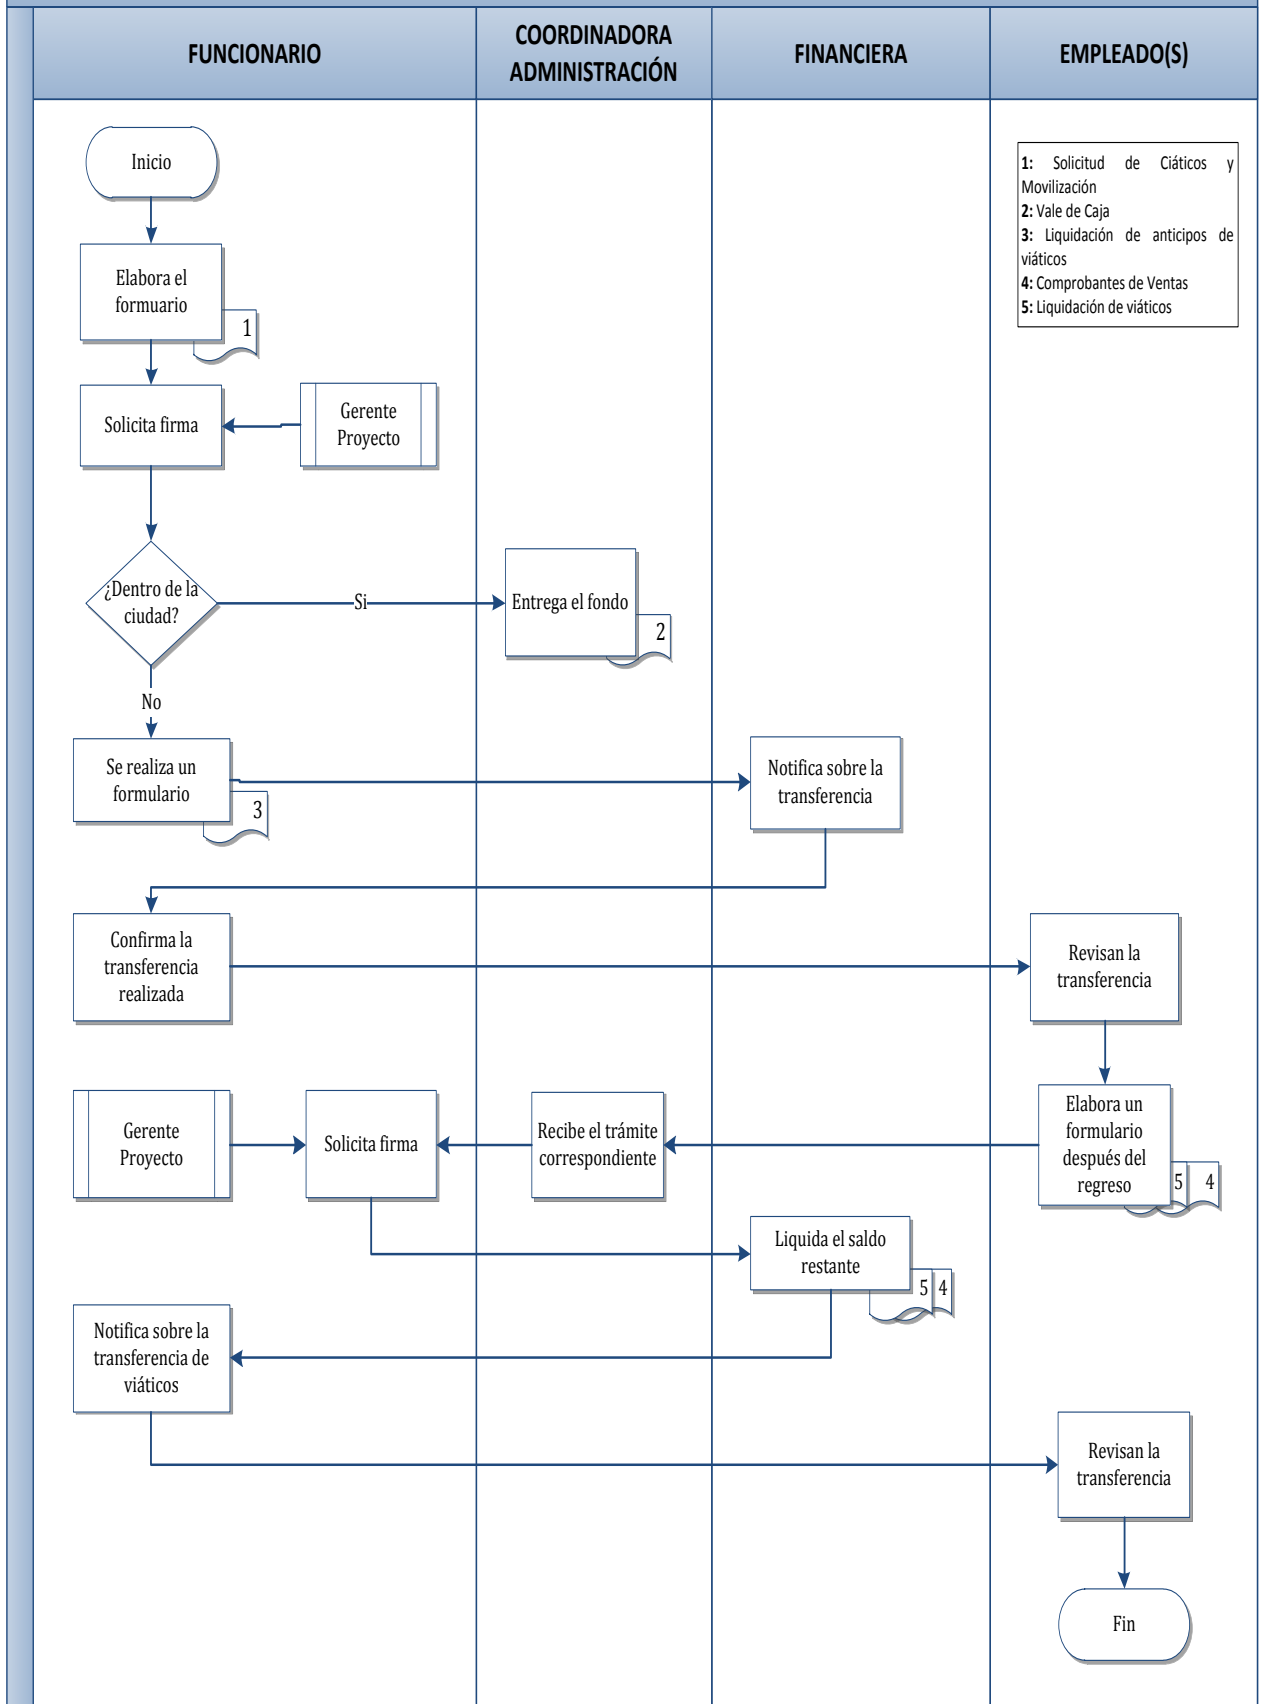 FUNCIONARIO
COORDINADORA
ADMINISTRACIÓN
FINANCIERA
EMPLEADO(S)
Inicio
1: Solicitud de Ciáticos y
Movilización
2: Vale de Caja
3: Liquidación de anticipos de
viáticos
4: Comprobantes de Ventas
5: Liquidación de viáticos
Elabora el
formuario
1
Solicita firma
Gerente
Proyecto
¿Dentro de la
ciudad?
Si
Entrega el fondo
2
No
Se realiza un
formulario
3
Notifica sobre la
transferencia
Confirma la
transferencia
realizada
Revisan la
transferencia
Gerente
Proyecto
Solicita firma
Recibe el trámite
correspondiente
Elabora un
formulario
después del
regreso
5 4
Liquida el saldo
restante
5 4
Notifica sobre la
transferencia de
viáticos
Revisan la
transferencia
Fin